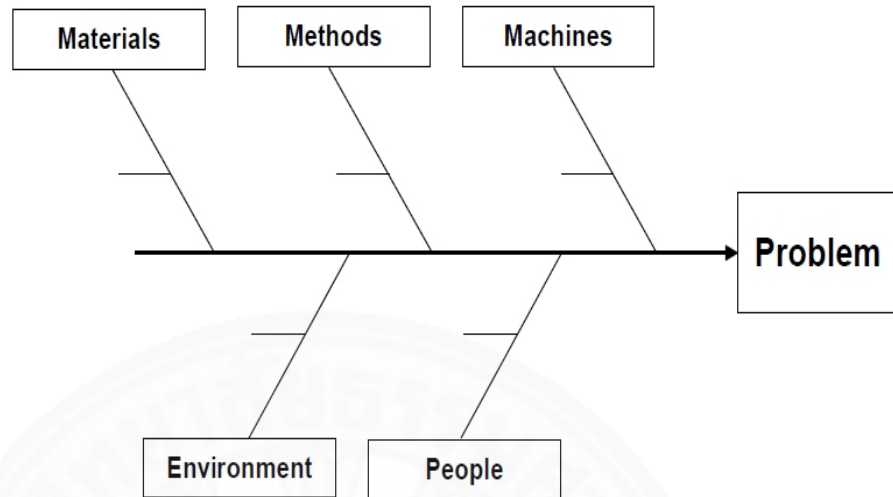 Materials
Methods
Machines
Problem
Environment
People